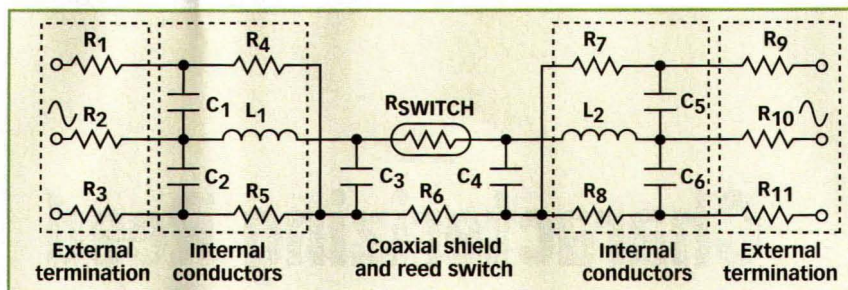 R1 R4 R7 R9
C1 RSWITCH C5
R2 L1 L2 R10
C2 C3 R6 C4 C6
R3 R5 R8 R11
External termination
Internal conductors
Coaxial shield and reed switch
Internal conductors
External termination